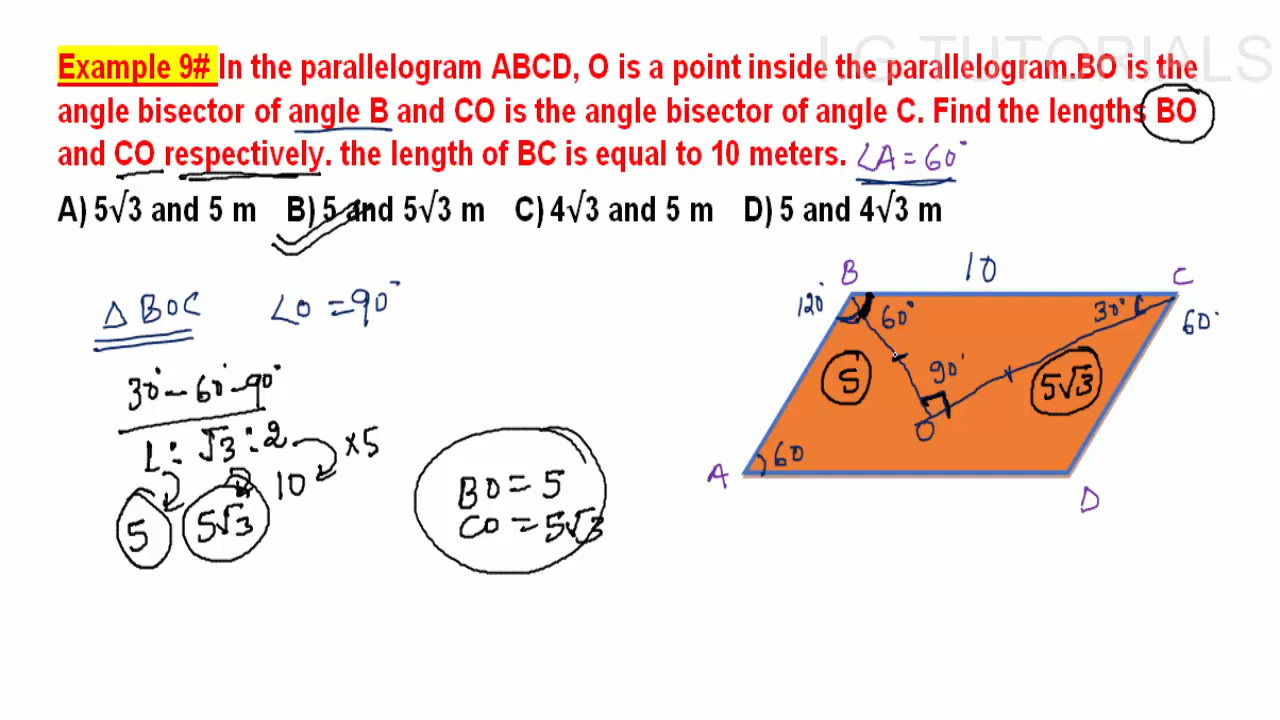 LG TUTORIALS
Example 9# In the parallelogram ABCD, O is a point inside the parallelogram.BO is the
angle bisector of angle B and CO is the angle bisector of angle C. Find the lengths BO
and CO respectively. the length of BC is equal to 10 meters. ∠A = 60°
A) 5√3 and 5 m B) 5 and 5√3 m C) 4√3 and 5 m D) 5 and 4√3 m
B 10 C
△ BOC ∠O = 90°
120° 60° 30° 60°
30° - 60° - 90°
5 90° 5√3
1 : √3 : 2 ×5
O
A 60 D
5 5√3 10
BO = 5
CO = 5√3